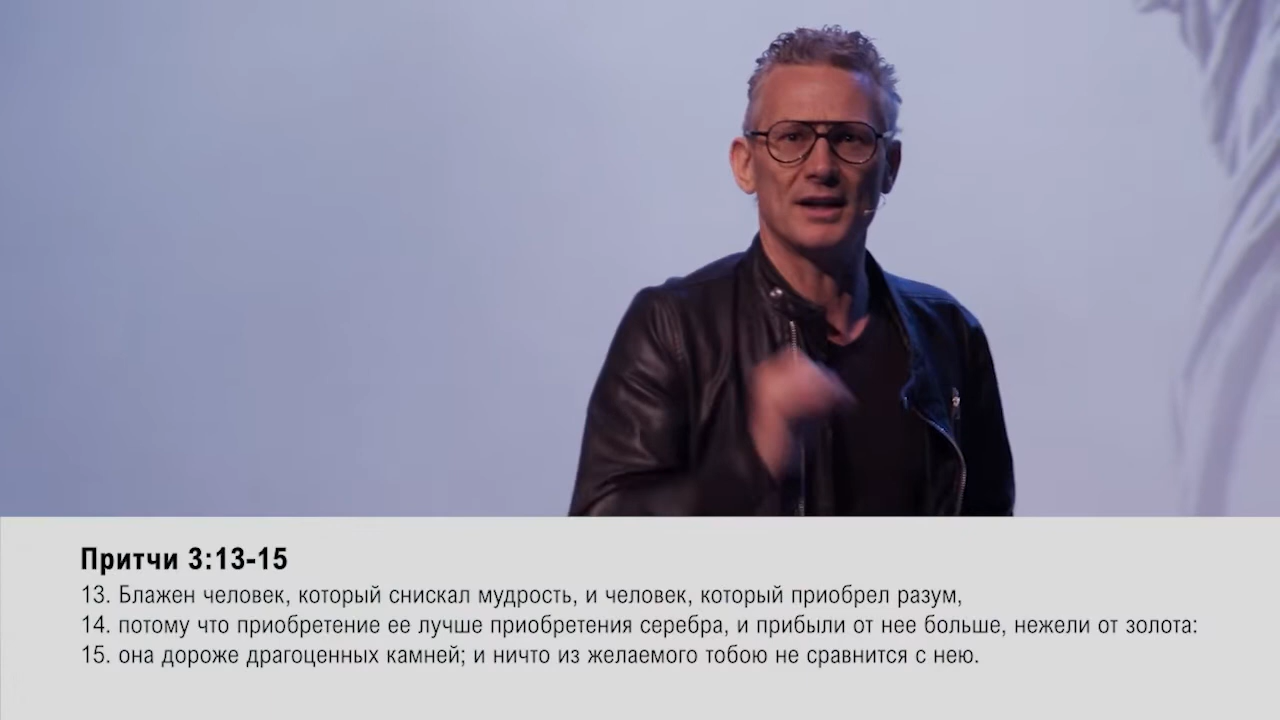 Притчи 3:13-15
13. Блажен человек, который снискал мудрость, и человек, который приобрел разум,
14. потому что приобретение ее лучше приобретения серебра, и прибыли от нее больше, нежели от золота:
15. она дороже драгоценных камней; и ничто из желаемого тобою не сравнится с нею.